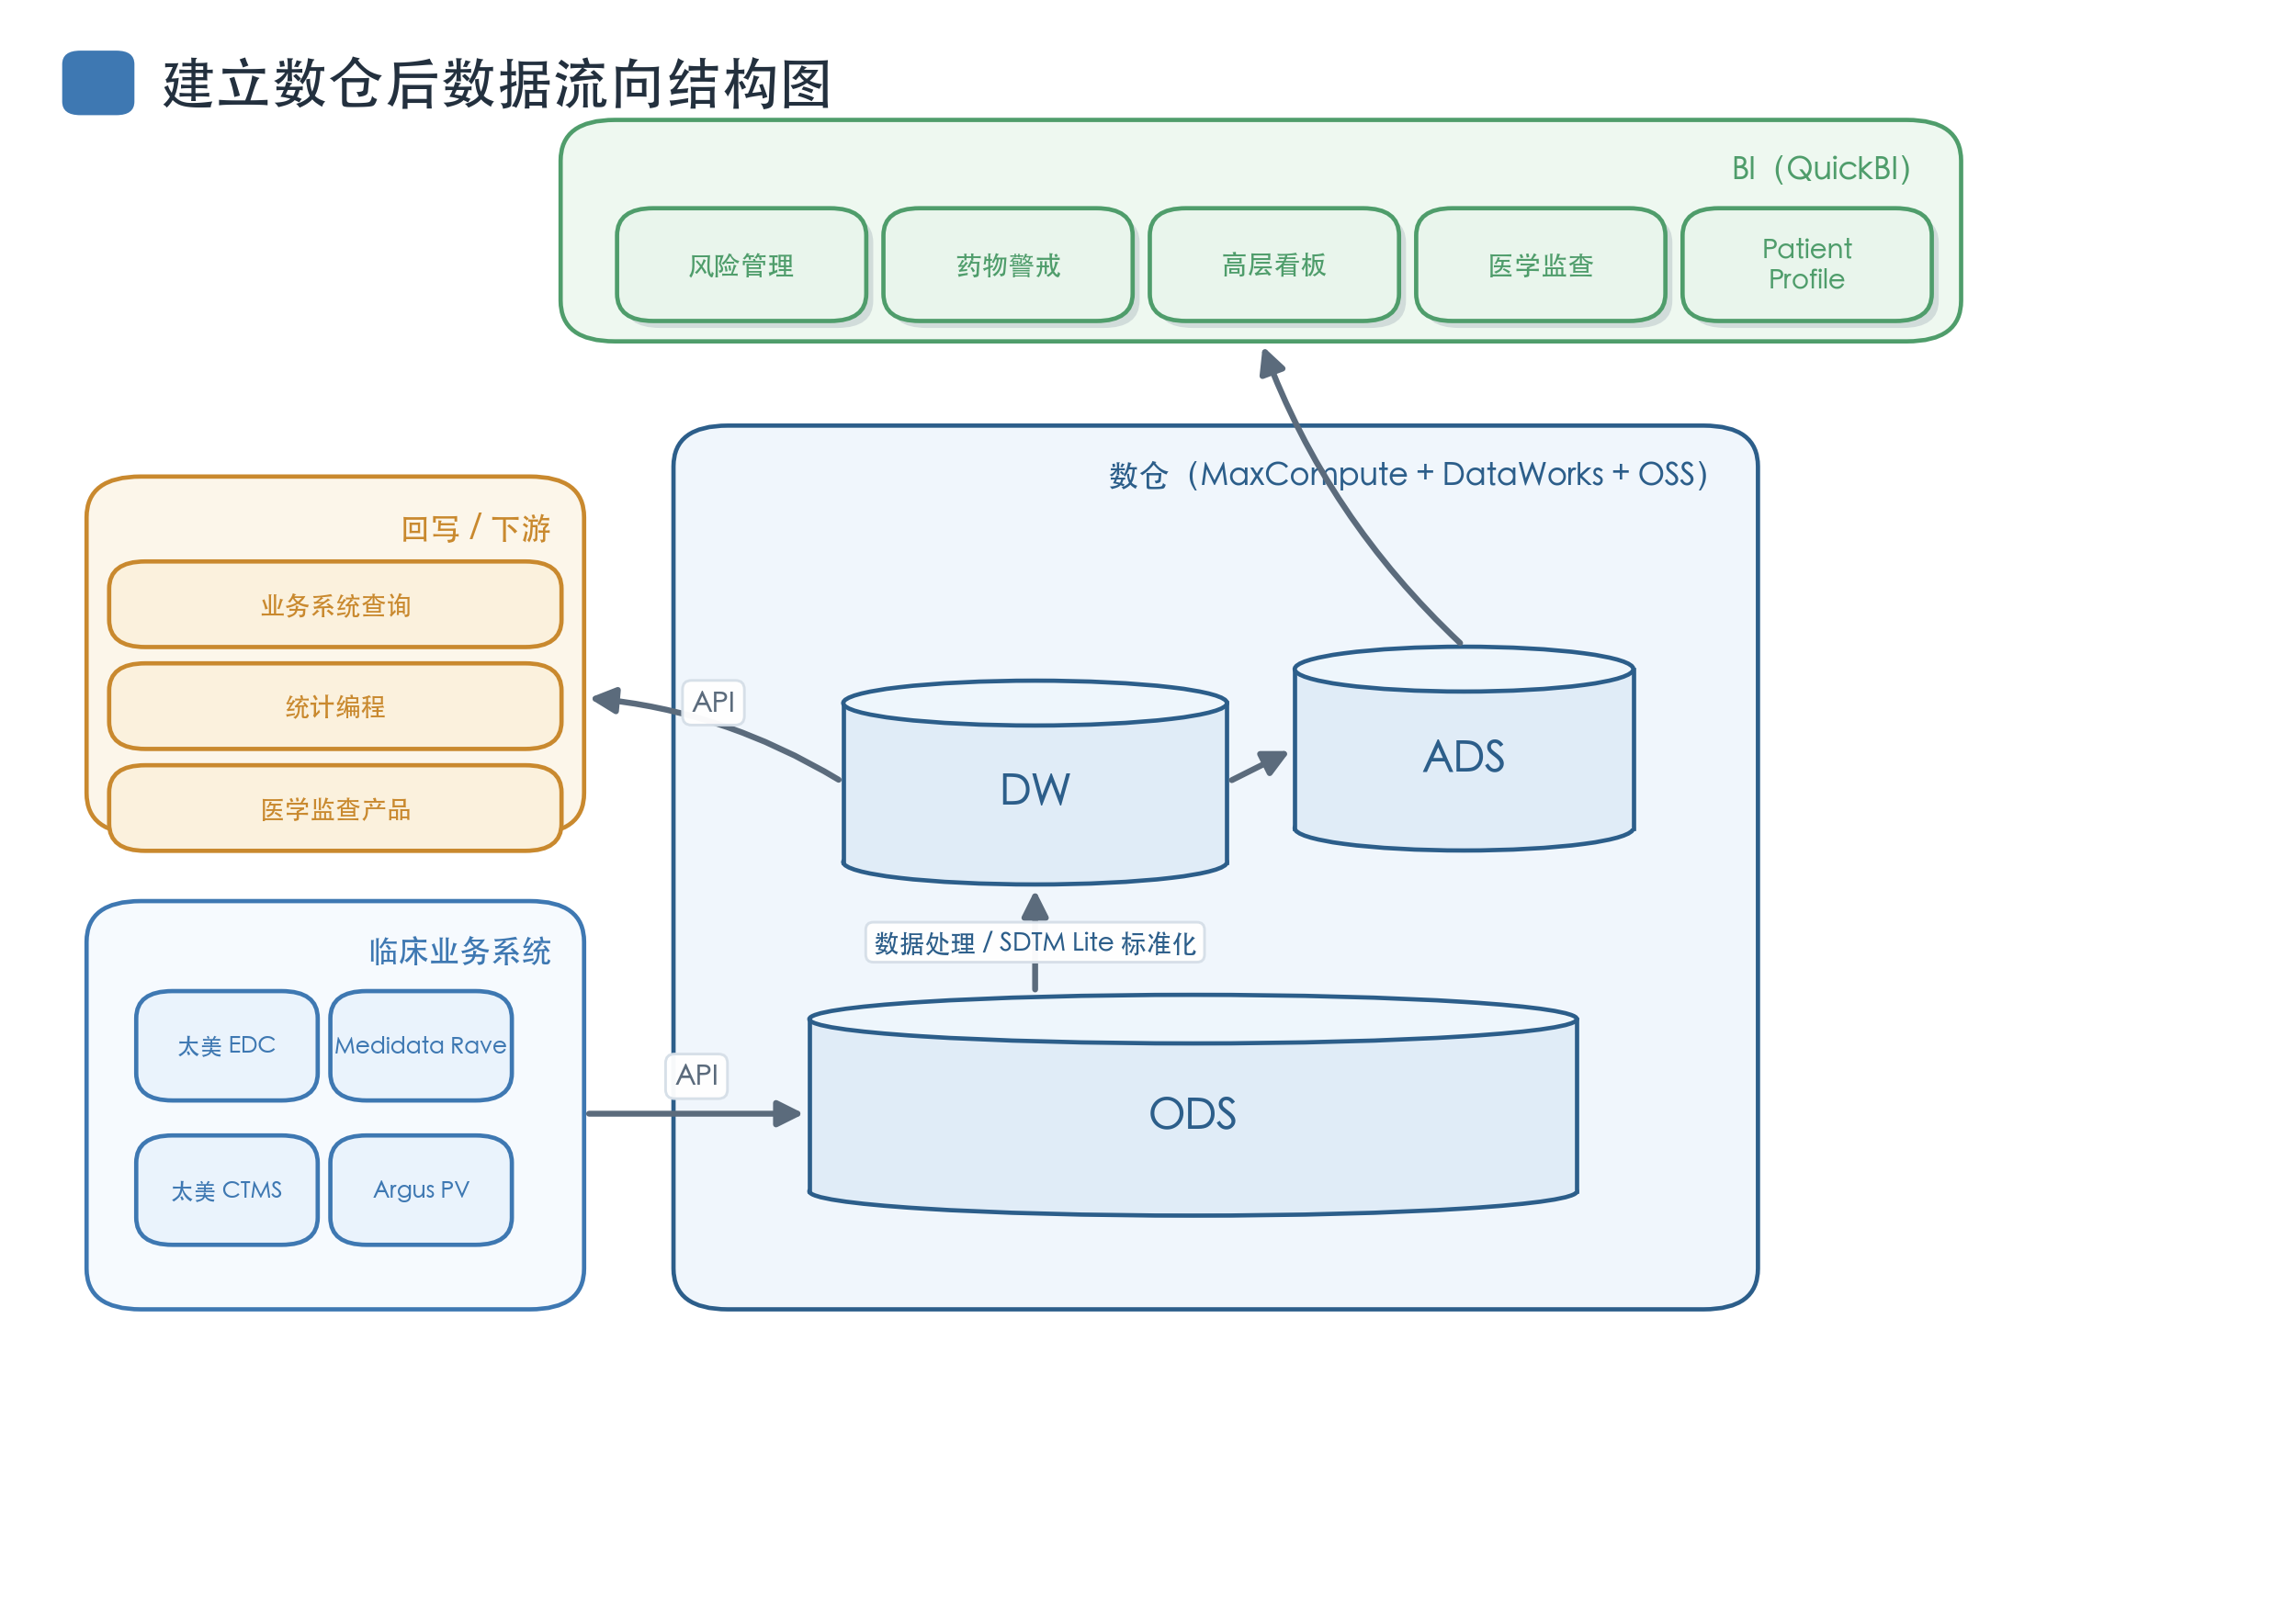 建立数仓后数据流向结构图
BI（QuickBI）
风险管理
药物警戒
高层看板
医学监查
Patient
Profile
数仓（MaxCompute + DataWorks + OSS）
回写 / 下游
业务系统查询
统计编程
医学监查产品
API
DW
ADS
数据处理 / SDTM Lite 标准化
临床业务系统
太美 EDC
Medidata Rave
太美 CTMS
Argus PV
API
ODS